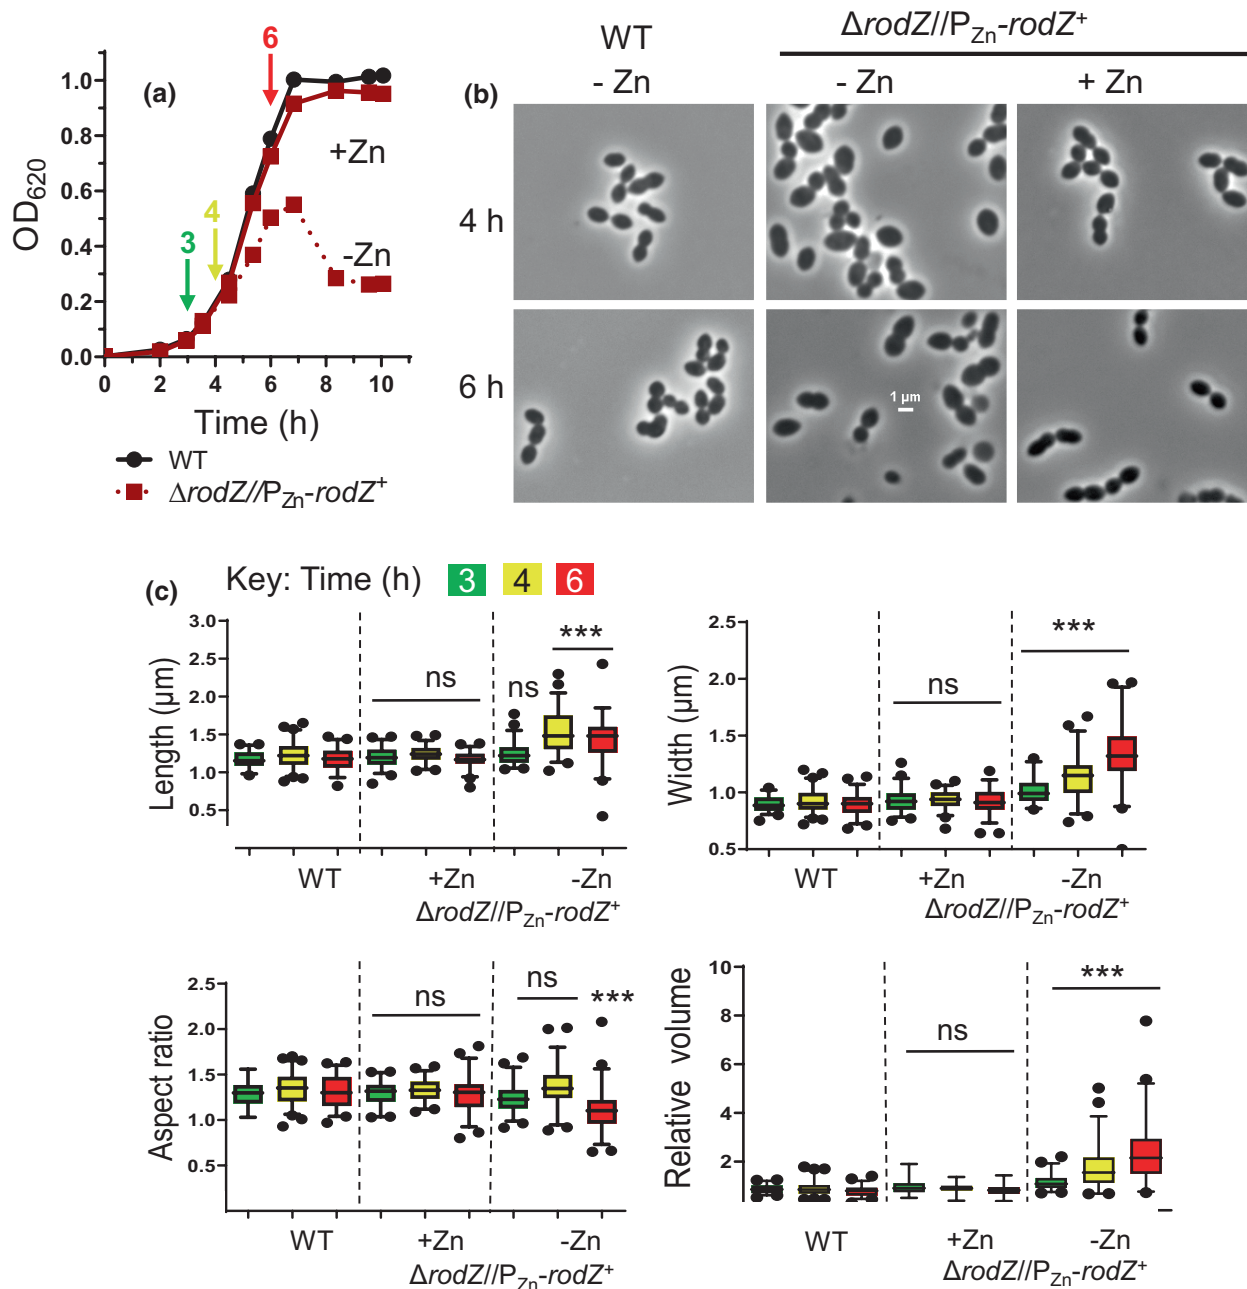 (a)
3
4
6
OD620
1.0
0.8
0.6
0.4
0.2
0.0
+Zn
-Zn
0 2 4 6 8 10
Time (h)
WT
ΔrodZ//PZn-rodZ+
(b)
WT
ΔrodZ//PZn-rodZ+
- Zn
- Zn
+ Zn
4 h
6 h
1 µm
(c)
Key: Time (h) 3 4 6
Length (µm)
3.0
2.5
2.0
1.5
1.0
0.5
ns
ns
***
WT
+Zn
-Zn
ΔrodZ//PZn-rodZ+
Width (µm)
2.5
2.0
1.5
1.0
0.5
ns
***
WT
+Zn
-Zn
ΔrodZ//PZn-rodZ+
Aspect ratio
2.5
2.0
1.5
1.0
0.5
ns
ns
***
WT
+Zn
-Zn
ΔrodZ//PZn-rodZ+
Relative volume
10
8
6
4
2
ns
***
WT
+Zn
-Zn
ΔrodZ//PZn-rodZ+